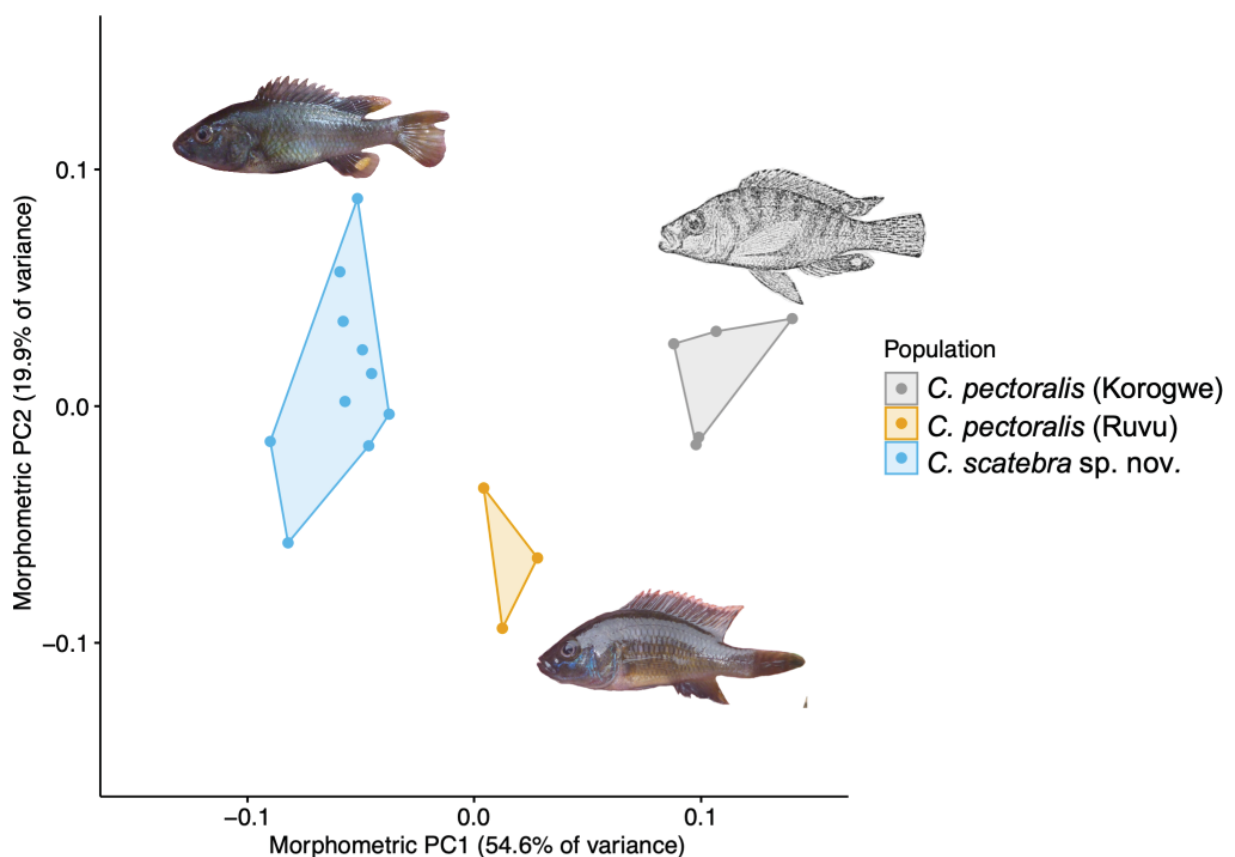 Morphometric PC2 (19.9% of variance)
0.1
0.0
−0.1
−0.1
0.0
0.1
Morphometric PC1 (54.6% of variance)
Population
C. pectoralis (Korogwe)
C. pectoralis (Ruvu)
C. scatebra sp. nov.